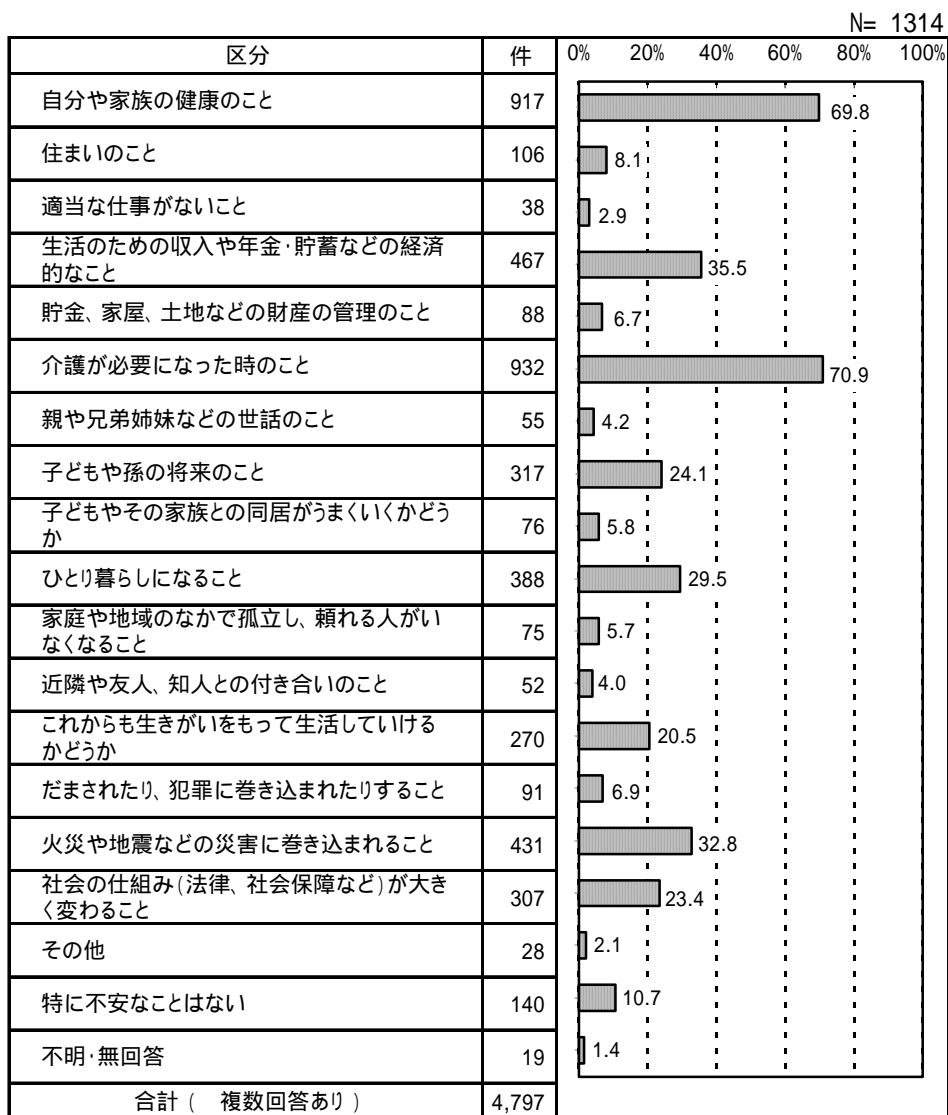 N= 1314
区分 件 0% 20% 40% 60% 80% 100%
自分や家族の健康のこと 917 69.8
住まいのこと 106 8.1
適当な仕事がないこと 38 2.9
生活のための収入や年金・貯蓄などの経済
的なこと 467 35.5
貯金、家屋、土地などの財産の管理のこと 88 6.7
介護が必要になった時のこと 932 70.9
親や兄弟姉妹などの世話のこと 55 4.2
子どもや孫の将来のこと 317 24.1
子どもやその家族との同居がうまくいくかどう
か 76 5.8
ひとり暮らしになること 388 29.5
家庭や地域のなかで孤立し、頼れる人がい
なくなること 75 5.7
近隣や友人、知人との付き合いのこと 52 4.0
これからも生きがいをもって生活していける
かどうか 270 20.5
だまされたり、犯罪に巻き込まれたりすること 91 6.9
火災や地震などの災害に巻き込まれること 431 32.8
社会の仕組み(法律、社会保障など)が大き
く変わること 307 23.4
その他 28 2.1
特に不安なことはない 140 10.7
不明・無回答 19 1.4
合計 ( 複数回答あり ) 4,797